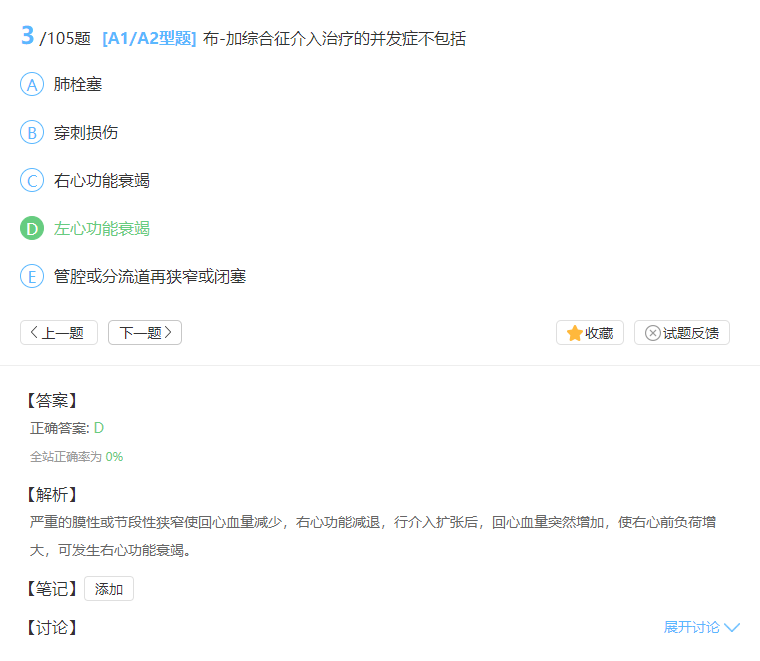 3/105题 [A1/A2型题] 布-加综合征介入治疗的并发症不包括
A 肺栓塞
B 穿刺损伤
C 右心功能衰竭
D 左心功能衰竭
E 管腔或分流道再狭窄或闭塞
上一题 下一题 收藏 试题反馈
【答案】
正确答案: D
全站正确率为 0%
【解析】
严重的膜性或节段性狭窄使回心血量减少，右心功能减退，行介入扩张后，回心血量突然增加，使右心前负荷增
大，可发生右心功能衰竭。
【笔记】 添加
【讨论】 展开讨论